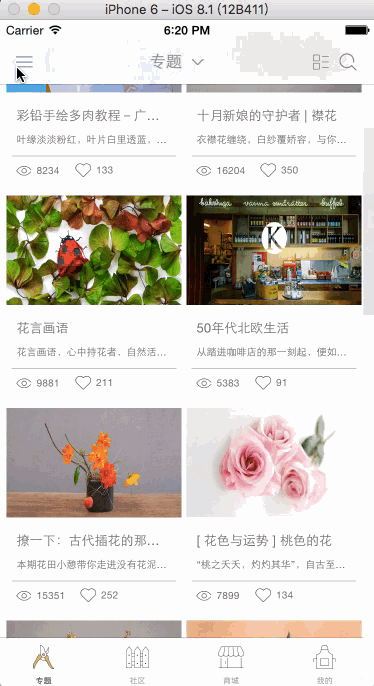 iPhone 6 – iOS 8.1 (12B411)
Carrier 6:20 PM
专题
彩铅手绘多肉教程 – 广… 十月新娘的守护者 | 襟花
叶缘淡淡粉红，叶片白里透蓝，… 衣襟花缠绕，白纱覆娇容，与你…
8234 133 16204 350
K
花言画语 50年代北欧生活
花言画语，心中持花者，自然活… 从踏进咖啡店的那一刻起，便如…
9881 211 5383 91
撩一下：古代插花的那… [ 花色与运势 ] 桃色的花
本期花田小憩带你走进没有花泥… “桃之夭夭，灼灼其华”，自古至…
15351 252 7899 134
专题 社区 商城 我的